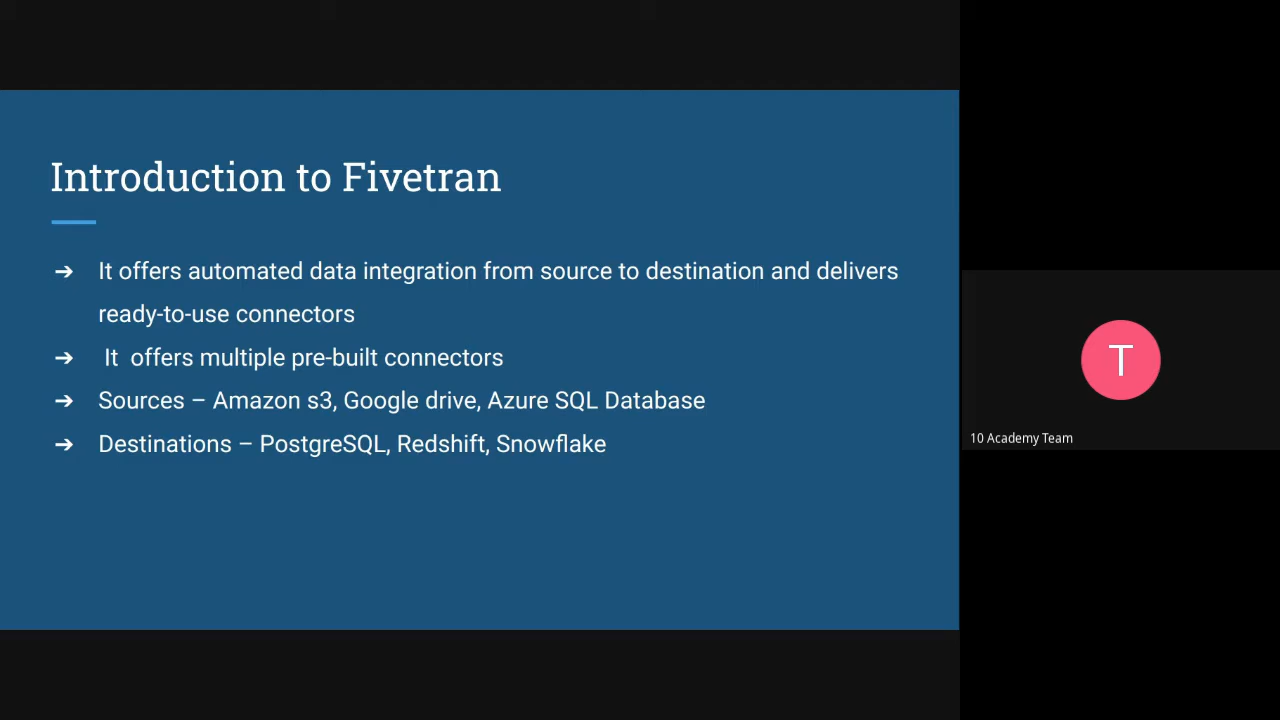 Introduction to Fivetran
➔ It offers automated data integration from source to destination and delivers
ready-to-use connectors
➔ It  offers multiple pre-built connectors
➔ Sources – Amazon s3, Google drive, Azure SQL Database
➔ Destinations – PostgreSQL, Redshift, Snowflake
T
10 Academy Team